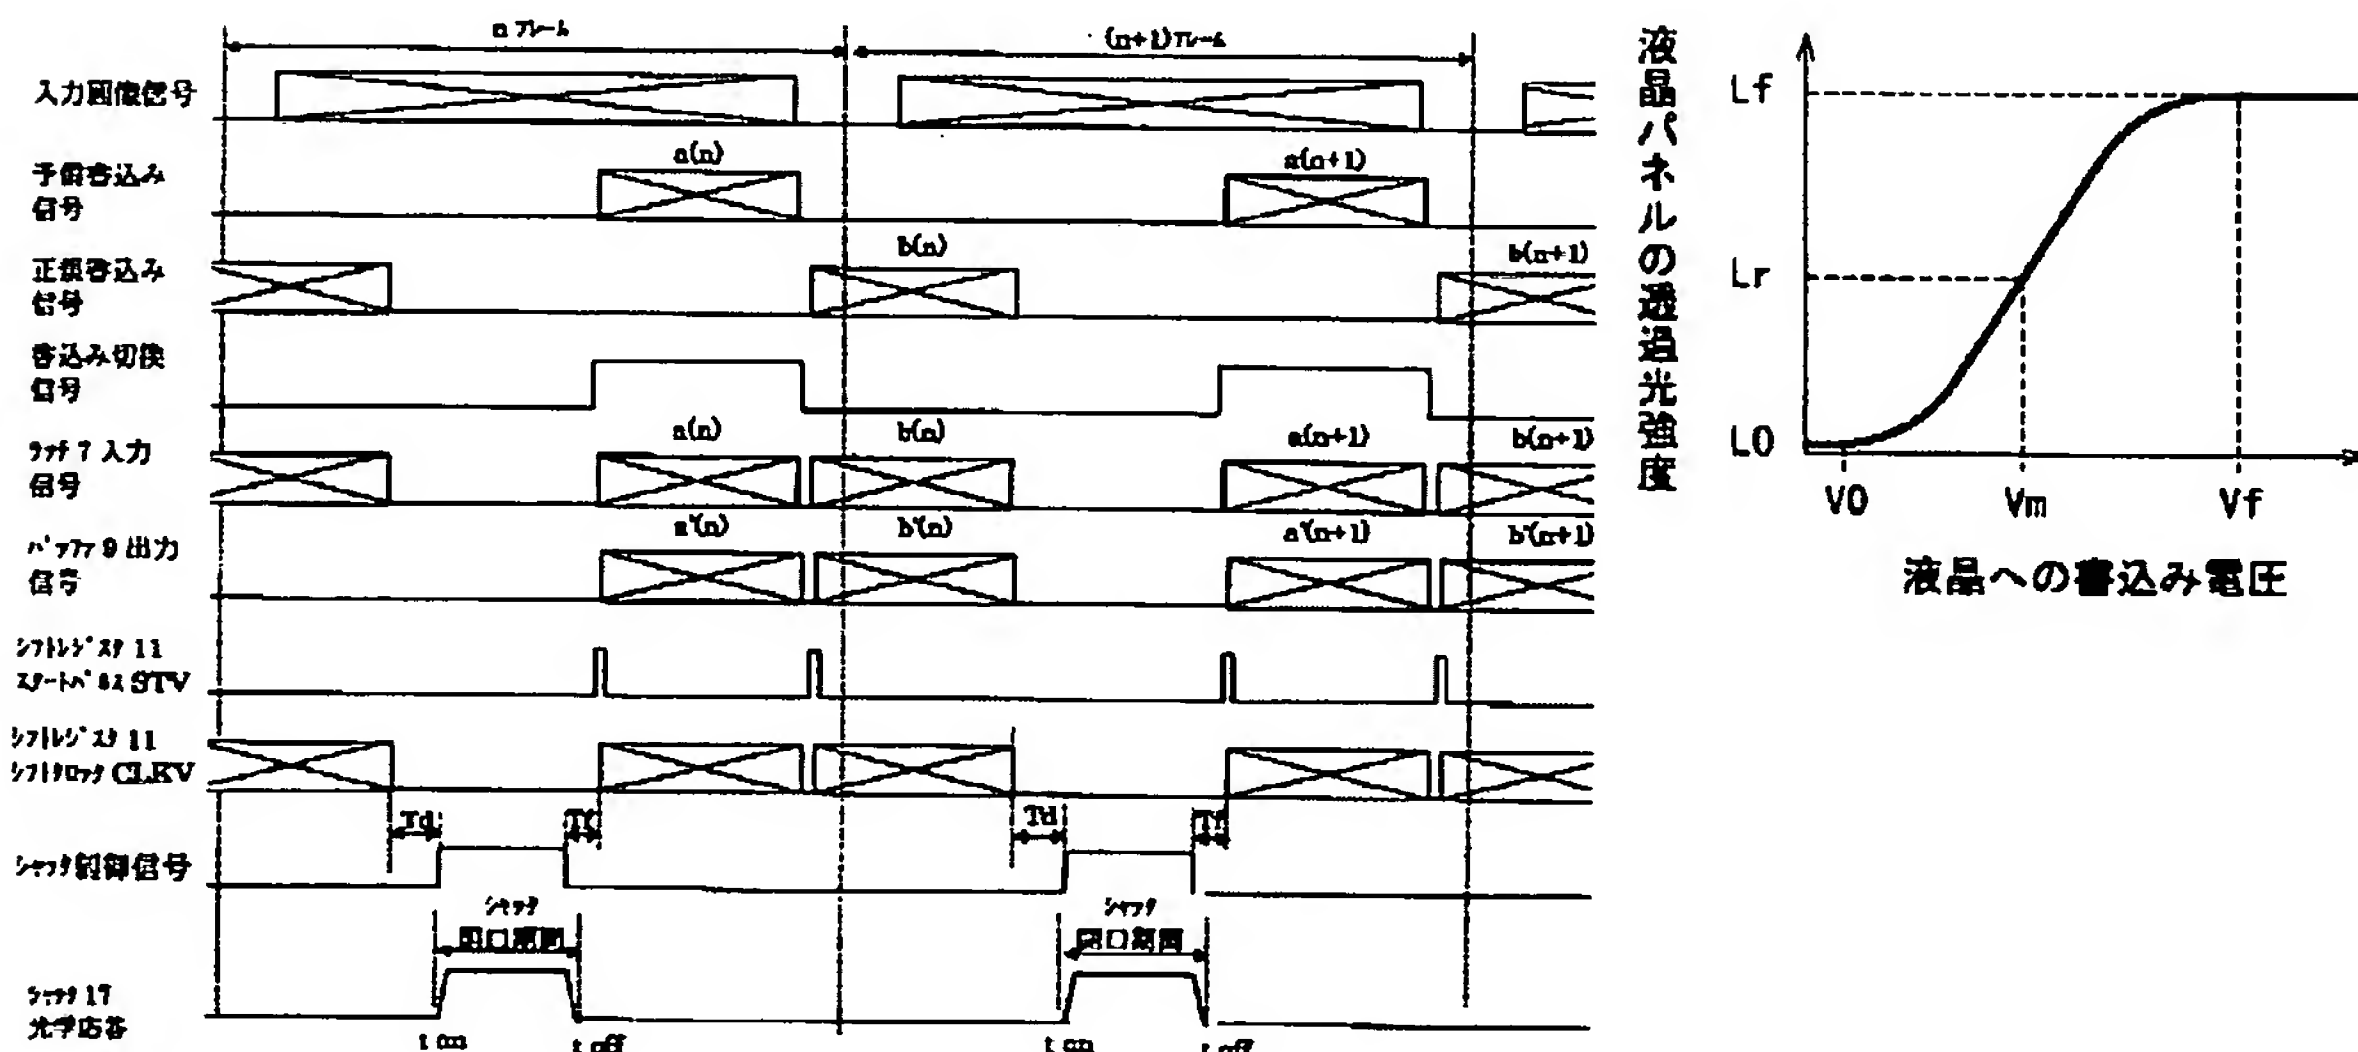 n フレーム
(n+1)フレーム
入力画像信号
a(n)
a(n+1)
予備書込み
信号
b(n)
b(n+1)
正規書込み
信号
書込み切換
信号
a(n)
b(n)
a(n+1)
b(n+1)
ラッチ 7 入力
信号
a'(n)
b'(n)
a'(n+1)
b'(n+1)
バッファ 9 出力
信号
シフトレジスタ 11
スタートパルス STV
シフトレジスタ 11
シフトクロック CLKV
Td
Tf
Td
Tf
シャッタ制御信号
シャッタ
開口期間
シャッタ
開口期間
シャッタ 17
光学応答
t on
t off
t on
t off
液晶パネルの透過光強度
Lf
Lr
L0
V0
Vm
Vf
液晶への書込み電圧